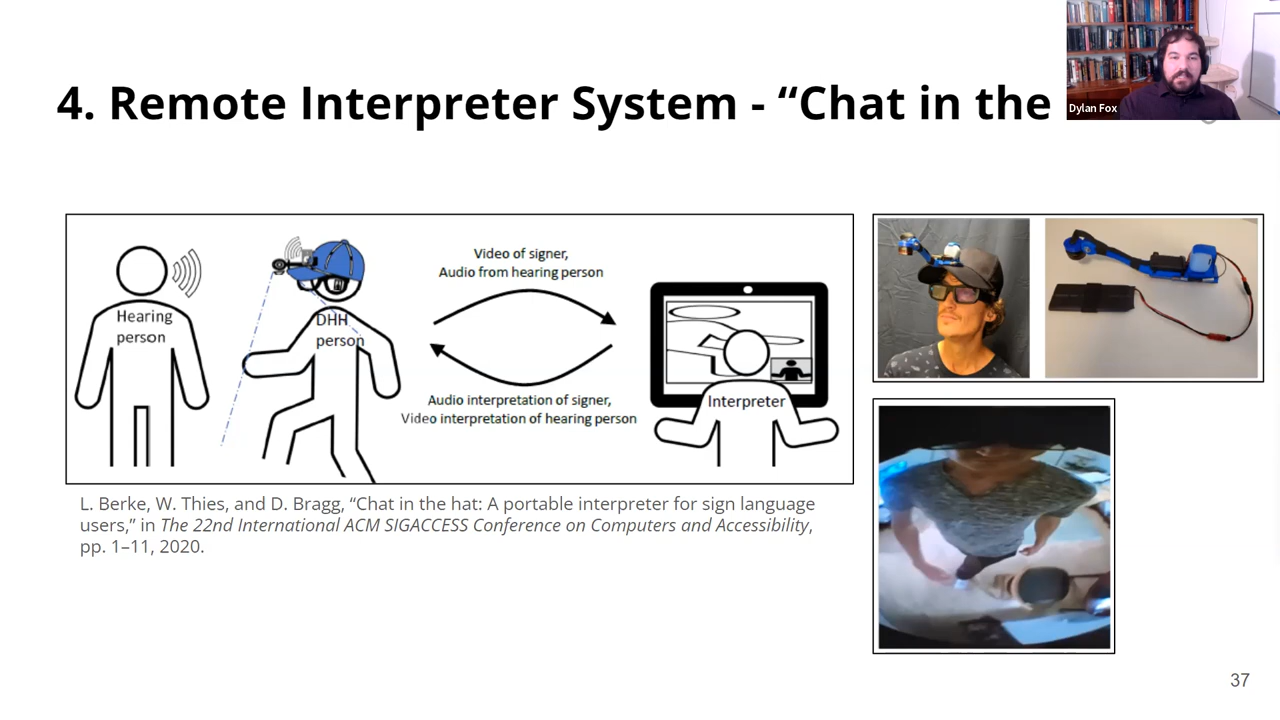 4. Remote Interpreter System - “Chat in the
Dylan Fox
Hearing
person
DHH
person
Video of signer,
Audio from hearing person
Audio interpretation of signer,
Video interpretation of hearing person
Interpreter
L. Berke, W. Thies, and D. Bragg, “Chat in the hat: A portable interpreter for sign language
users,” in The 22nd International ACM SIGACCESS Conference on Computers and Accessibility,
pp. 1–11, 2020.
37